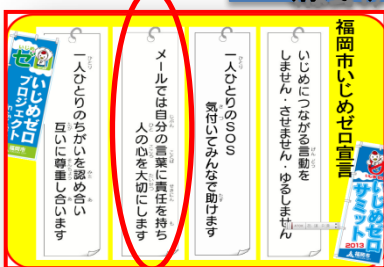 福岡市いじめゼロ宣言
いじめにつながる言動を
しません・させません・ゆるしません
一人ひとりのSOS
気付いてみんなで助けます
メールでは自分の言葉に責任を持ち
人の心を大切にします
一人ひとりのちがいを認め合い
互いに尊重し合います
いじめゼロ
プロジェクト
いじめゼロ
サミット
2013